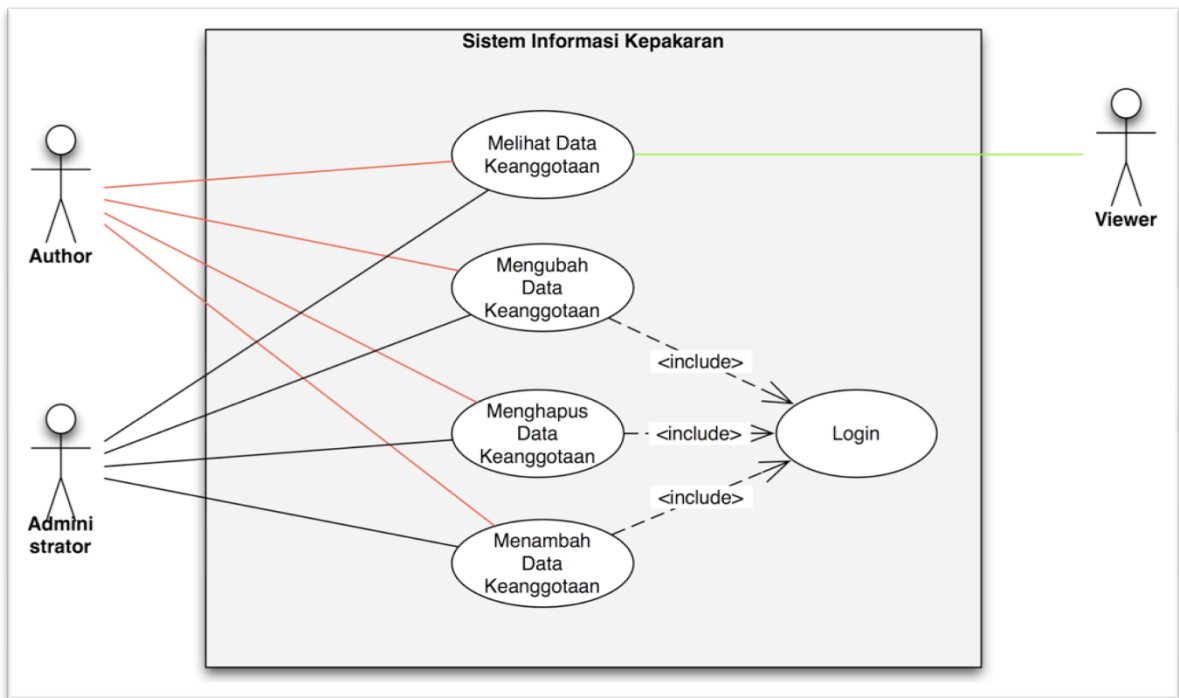 Sistem Informasi Kepakaran
Melihat Data
Keanggotaan
Author
Viewer
Mengubah
Data
Keanggotaan
<include>
Menghapus
Data
Keanggotaan
<include>
Login
Admini
strator
<include>
Menambah
Data
Keanggotaan